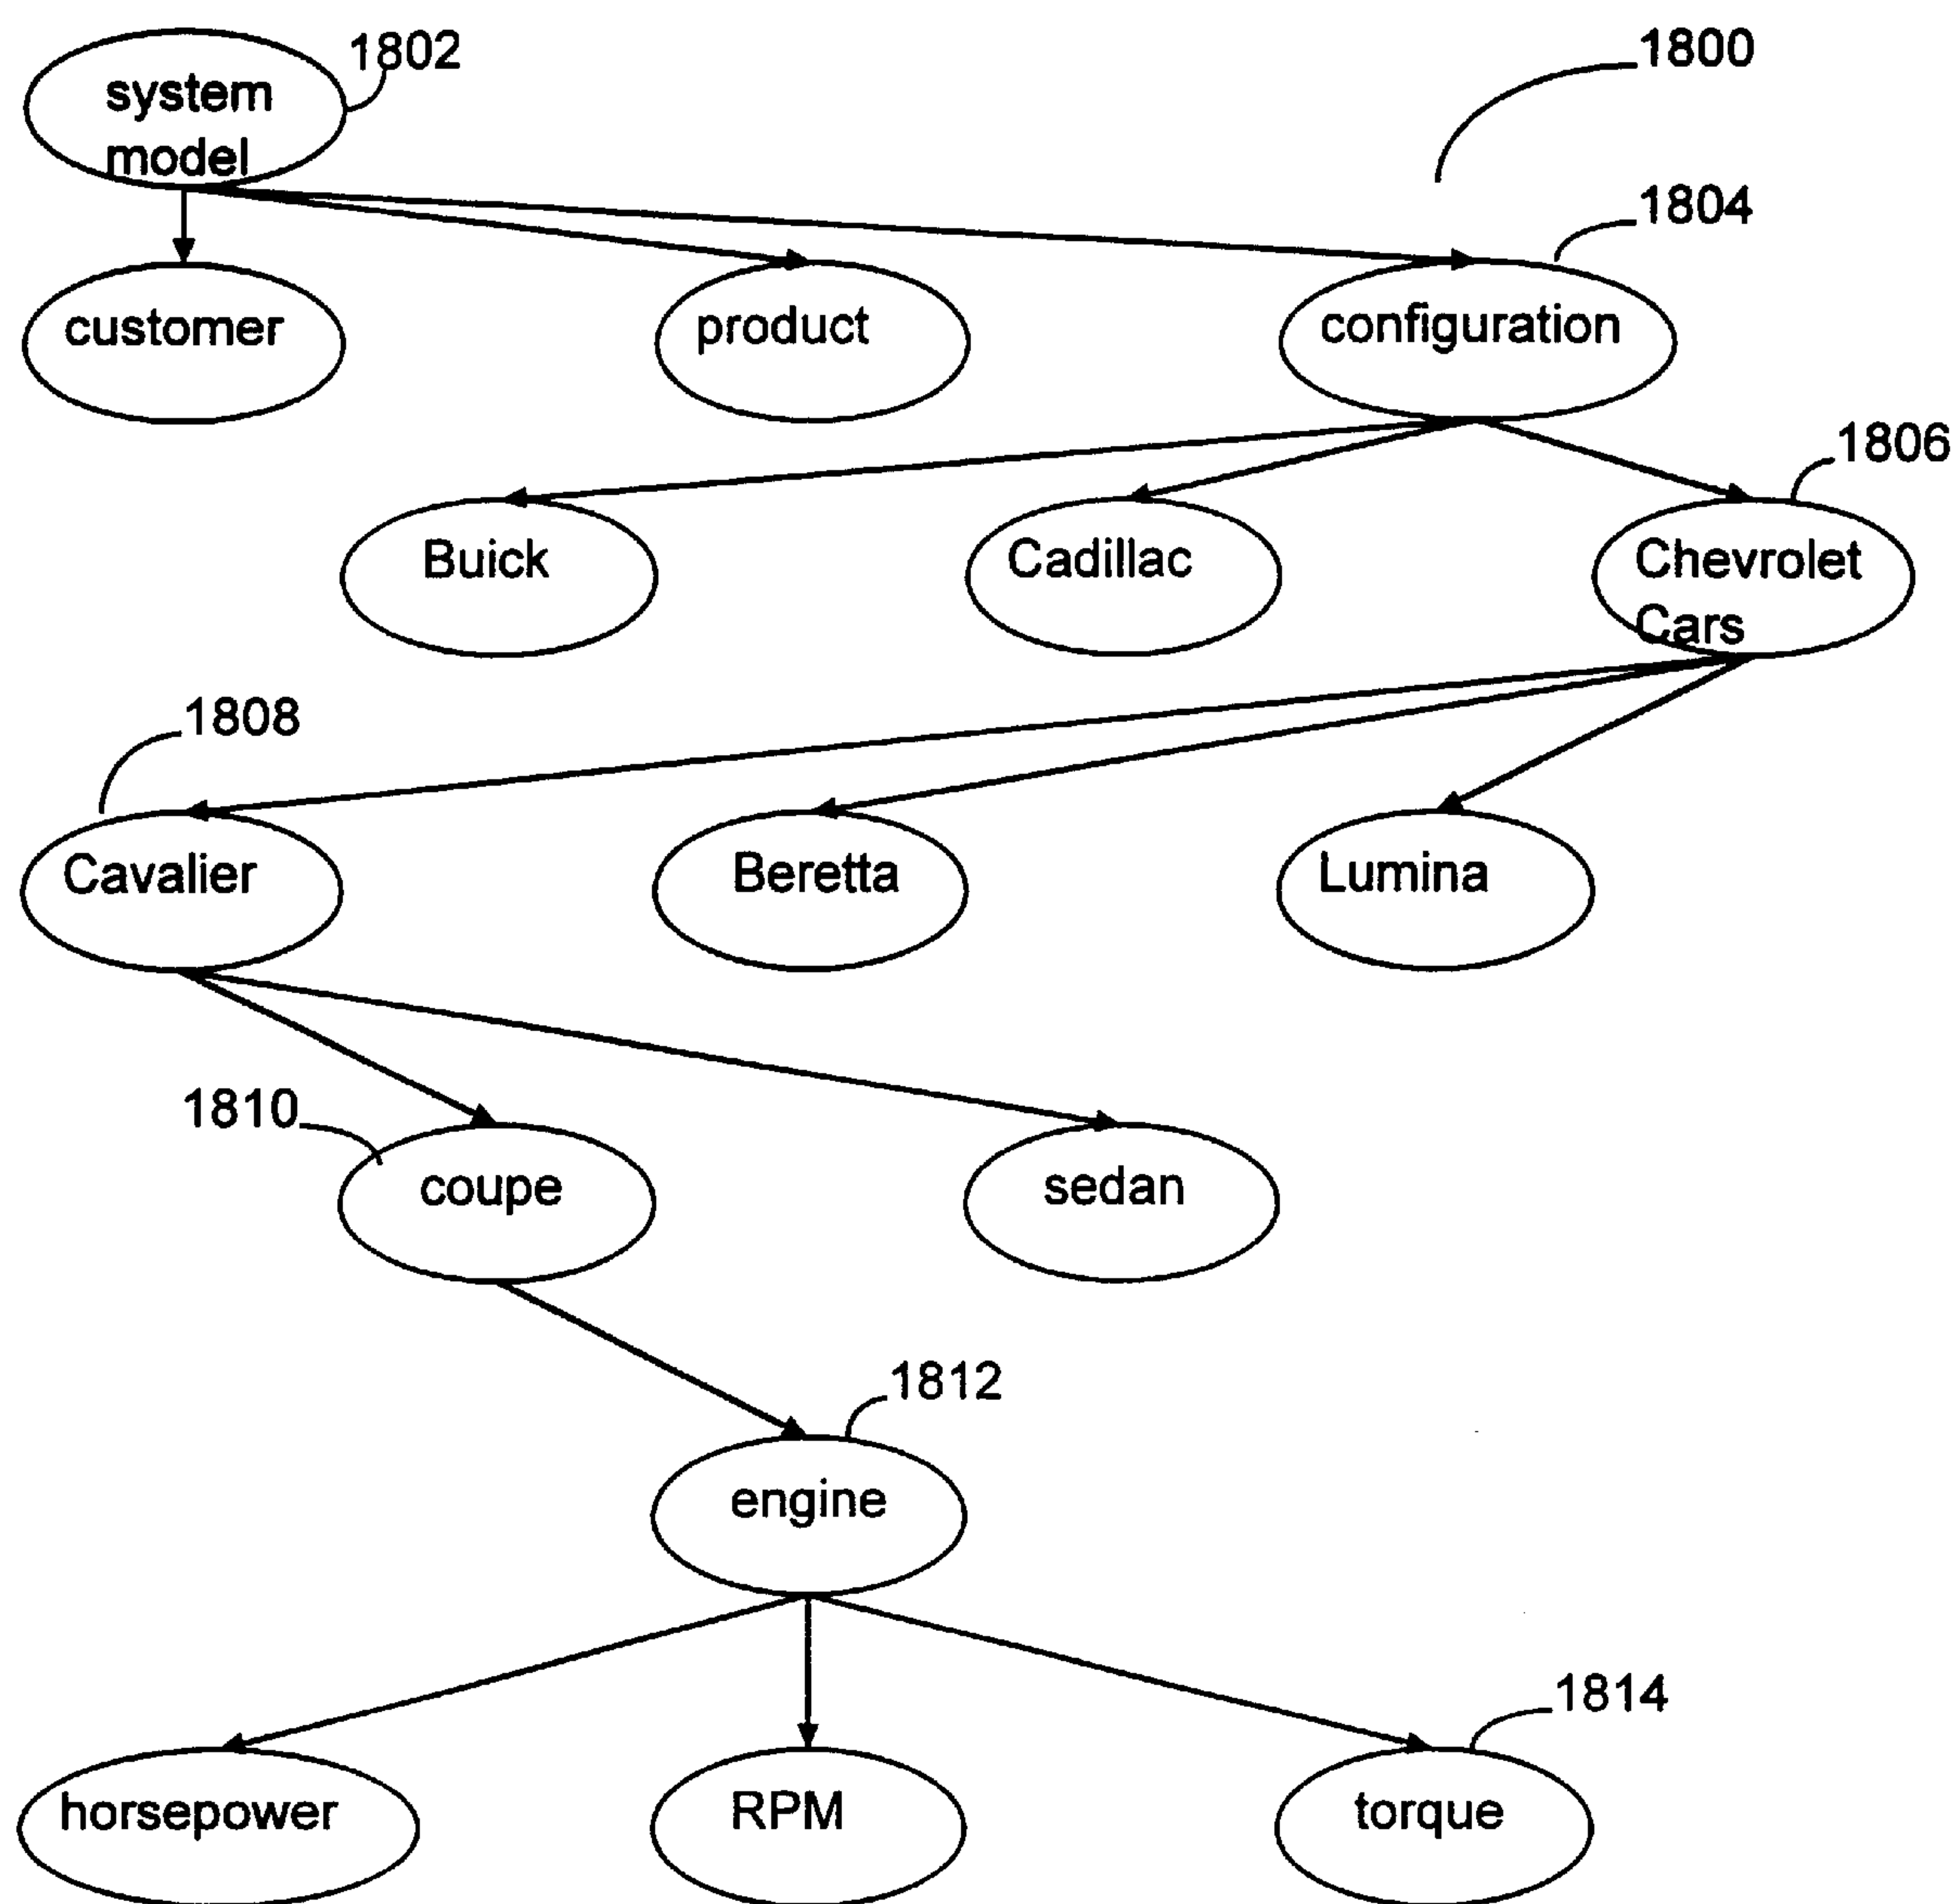 1802
1800
system
model
1804
customer
product
configuration
1806
Buick
Cadillac
Chevrolet
Cars
1808
Cavalier
Beretta
Lumina
1810
coupe
sedan
1812
engine
1814
horsepower
RPM
torque